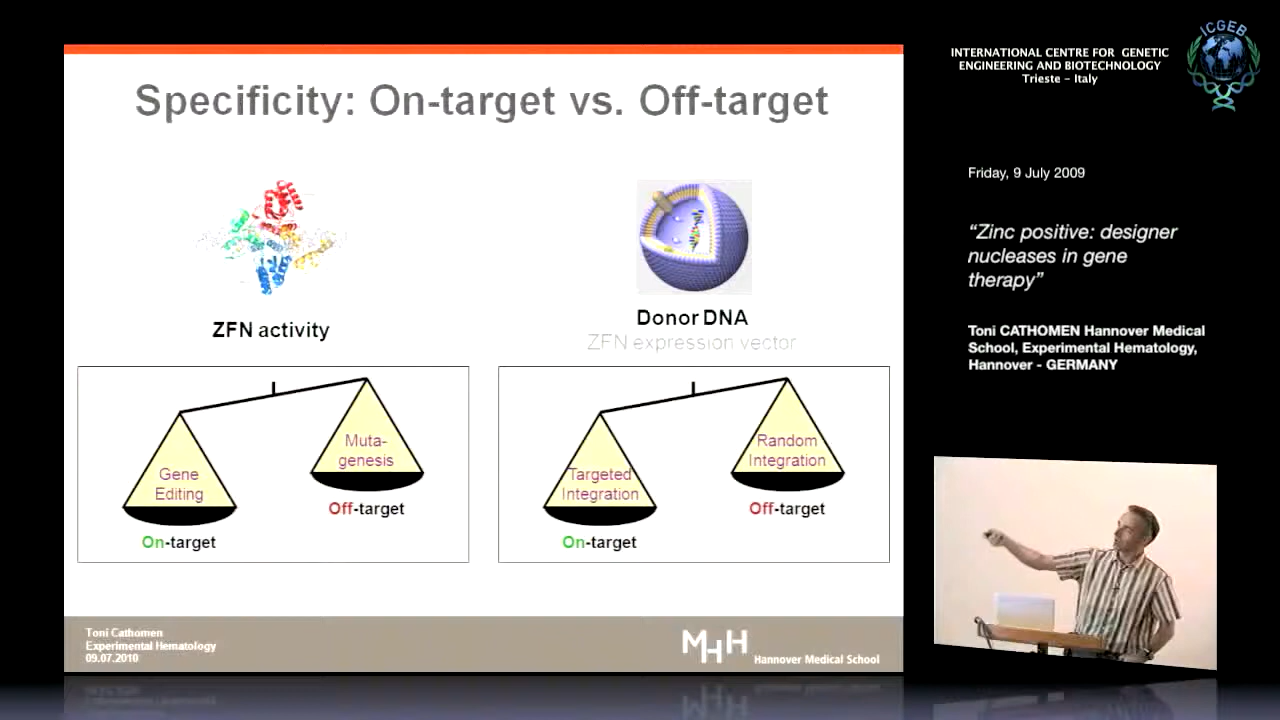 Specificity: On-target vs. Off-target
ZFN activity
Donor DNA
ZFN expression vector
Gene
Editing
On-target
Muta-
genesis
Off-target
Targeted
Integration
On-target
Random
Integration
Off-target
Toni Cathomen
Experimental Hematology
09.07.2010
MHH
Hannover Medical School
INTERNATIONAL CENTRE FOR GENETIC
ENGINEERING AND BIOTECHNOLOGY
Trieste – Italy
ICGEB
Friday, 9 July 2009
“Zinc positive: designer
nucleases in gene
therapy”
Toni CATHOMEN Hannover Medical
School, Experimental Hematology,
Hannover - GERMANY